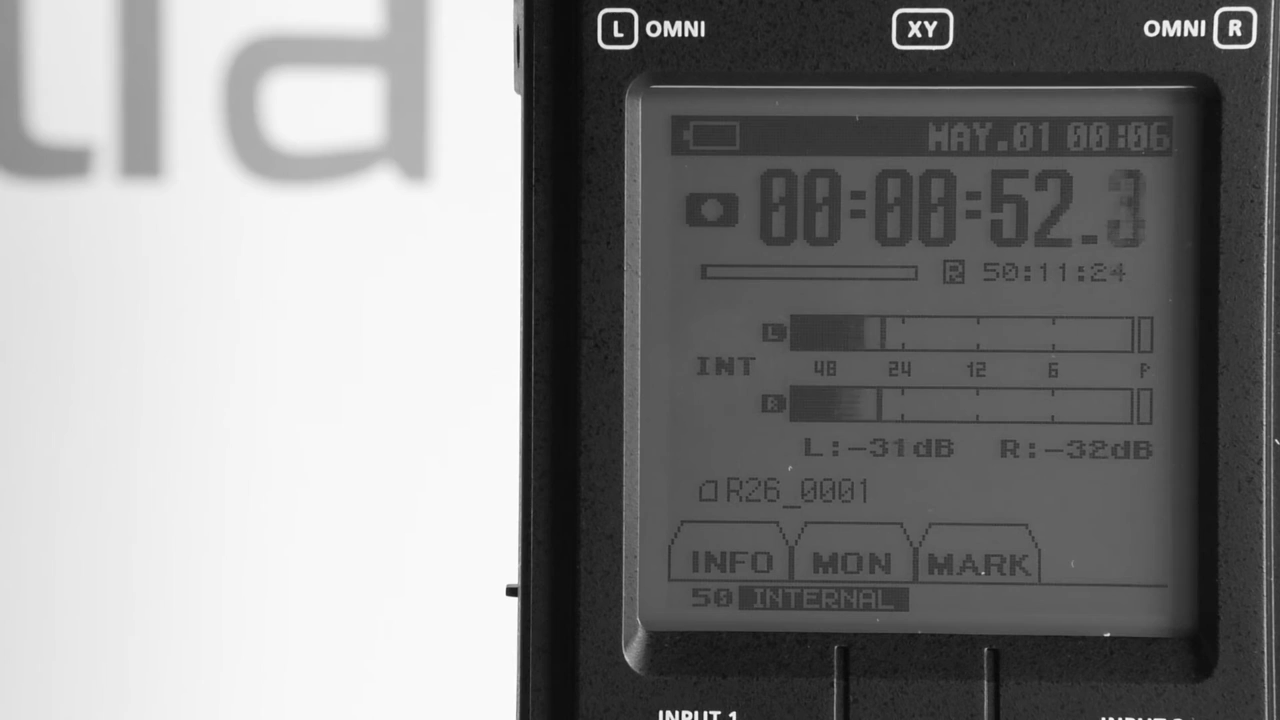 L OMNI XY OMNI R
MAY.01 00:06
00:00:52.3
R 50:11:24
L
INT 48 24 12 6 P
R
L:-31dB R:-32dB
R26_0001
INFO MON MARK
50 INTERNAL
INPUT 1